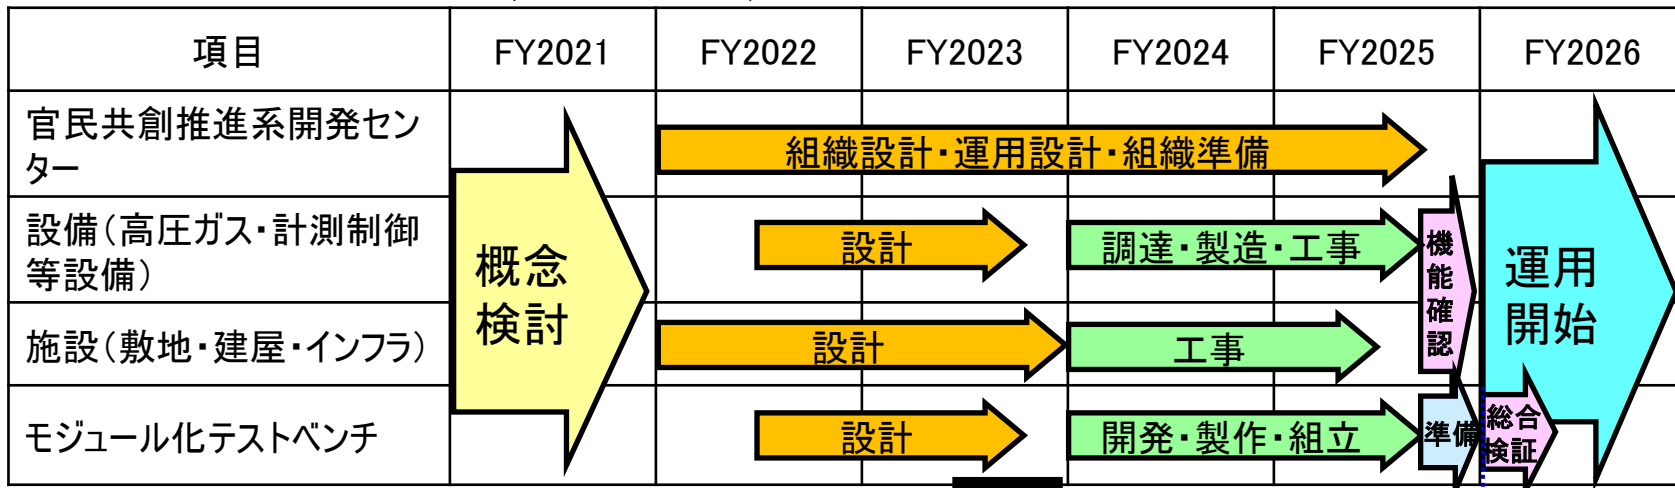 項目 FY2021 FY2022 FY2023 FY2024 FY2025 FY2026
官民共創推進系開発セン
ター
組織設計・運用設計・組織準備
設備(高圧ガス・計測制御
等設備)
設計
調達・製造・工事
施設(敷地・建屋・インフラ)
設計
工事
モジュール化テストベンチ
設計
開発・製作・組立
概念
検討
機
能
確
認
準備
総合
検証
運用
開始